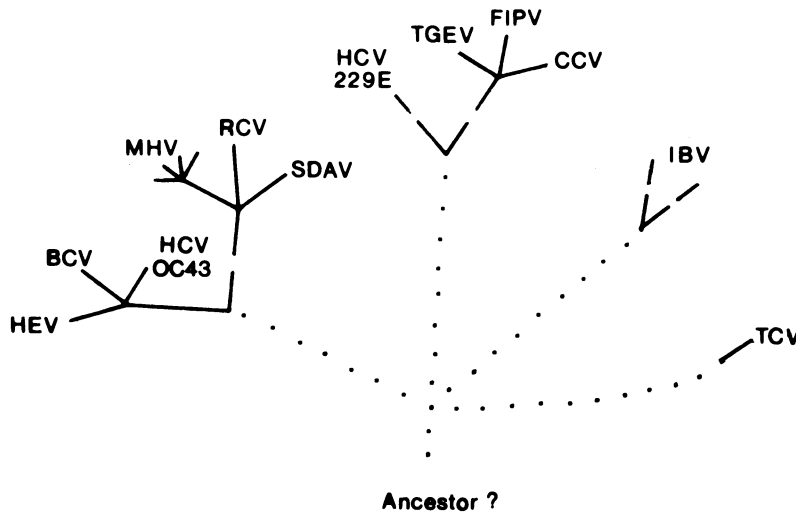 FIPV
TGEV
HCV
229E
CCV
RCV
MHV
SDAV
IBV
HCV
OC43
BCV
HEV
TCV
Ancestor ?